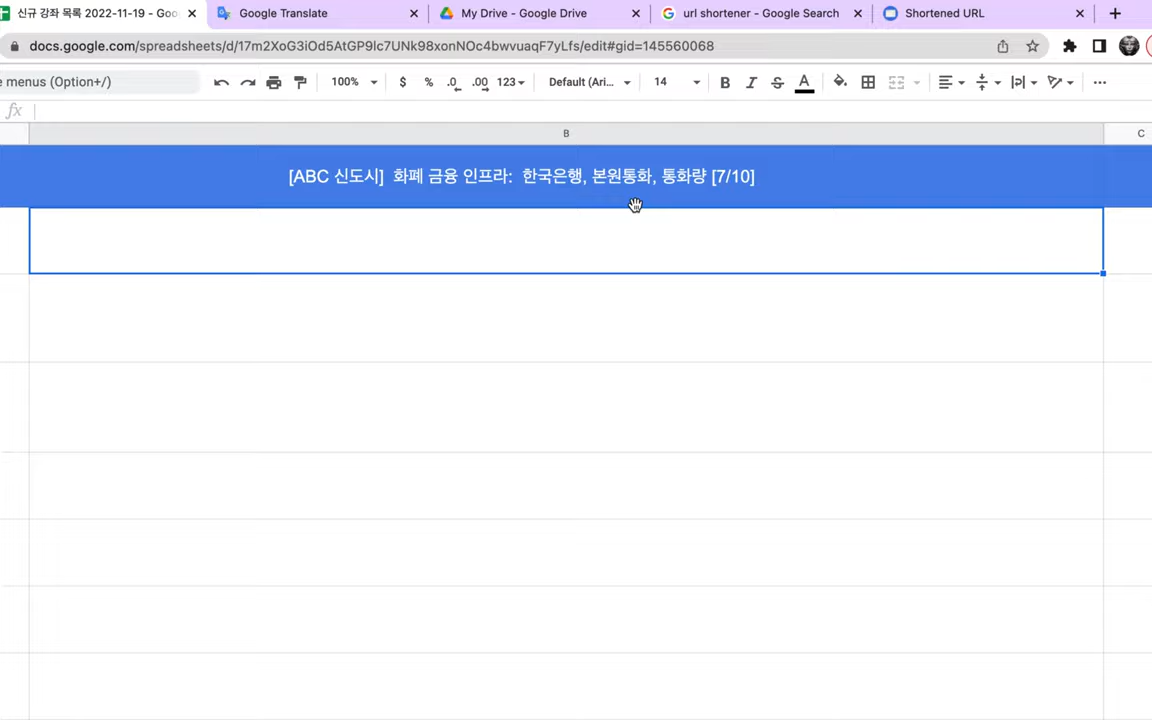 신규 강좌 목록 2022-11-19 - Goo
Google Translate
My Drive - Google Drive
url shortener - Google Search
Shortened URL
docs.google.com/spreadsheets/d/17m2XoG3iOd5AtGP9lc7UNk98xonNOc4bwvuaqF7yLfs/edit#gid=145560068
e menus (Option+/)
100%
$
%
.0
.00
123
Default (Ari...
14
B
I
S
A
fx
B
C
[ABC 신도시] 화폐 금융 인프라: 한국은행, 본원통화, 통화량 [7/10]